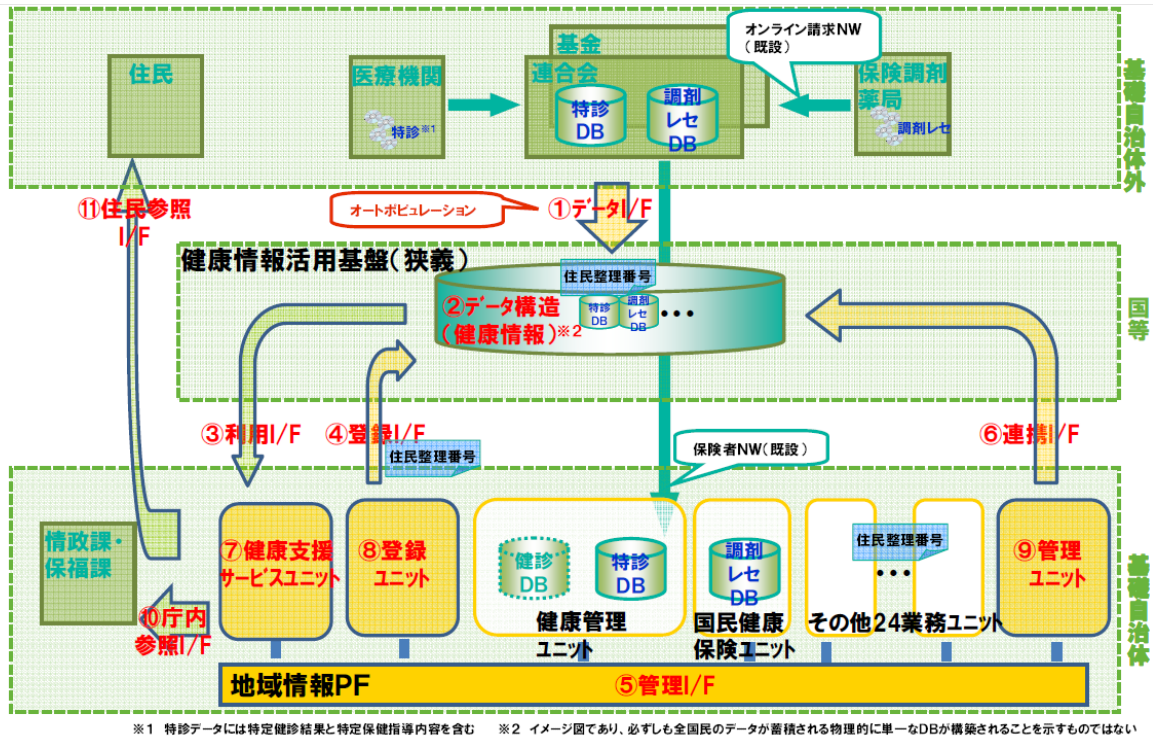 オンライン請求NW
(既設)
基金
住民
医療機関
連合会
保険調剤
薬局
特診
DB
調剤
レセ
DB
特診※1
調剤レセ
基礎自治体外
⑪住民参照
I/F
オートポピュレーション
①データI/F
健康情報活用基盤(狭義)
住民整理番号
②データ構造
(健康情報)※2
特診
DB
調剤
レセ
DB
•••
国等
③利用I/F
④登録I/F
⑥連携I/F
住民整理番号
保険者NW(既設)
情政課・
保福課
⑦健康支援
サービスユニット
⑧登録
ユニット
健診
DB
特診
DB
調剤
レセ
DB
住民整理番号
•••
⑨管理
ユニット
健康管理
ユニット
国民健康
保険ユニット
その他24業務ユニット
⑩庁内
参照I/F
基礎自治体
地域情報PF
⑤管理I/F
※1 特診データには特定健診結果と特定保健指導内容を含む
※2 イメージ図であり、必ずしも全国民のデータが蓄積される物理的に単一なDBが構築されることを示すものではない